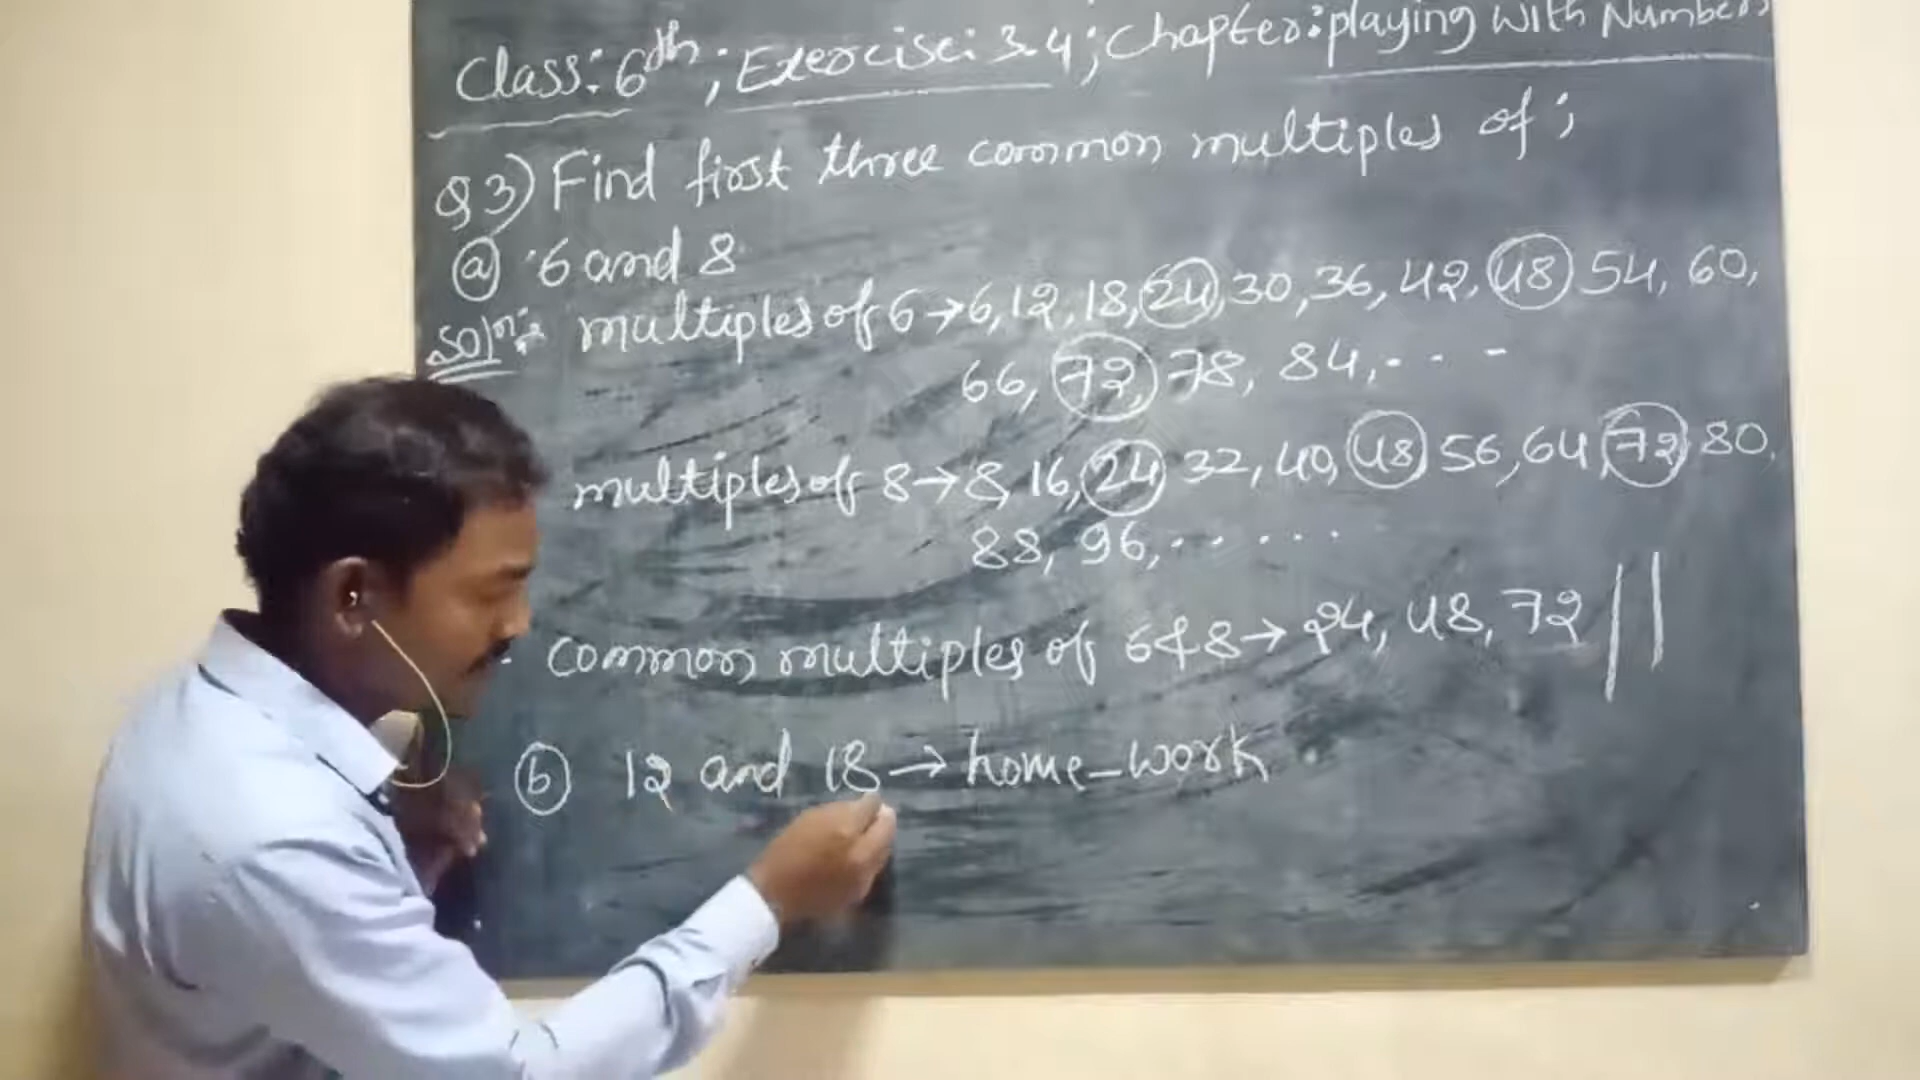 Class: 6th; Exercise: 3.4; Chapter: playing with Numbers
Q3) Find first three common multiples of;
(a) 6 and 8
Soln:- multiples of 6 → 6, 12, 18, 24, 30, 36, 42, 48 54, 60,
66, 72, 78, 84, - - -
multiples of 8 → 8, 16, 24 32, 40, 48 56, 64, 72 80,
88, 96, ......
common multiples of 6 & 8 → 24, 48, 72 //
(b) 12 and 18 → home-work